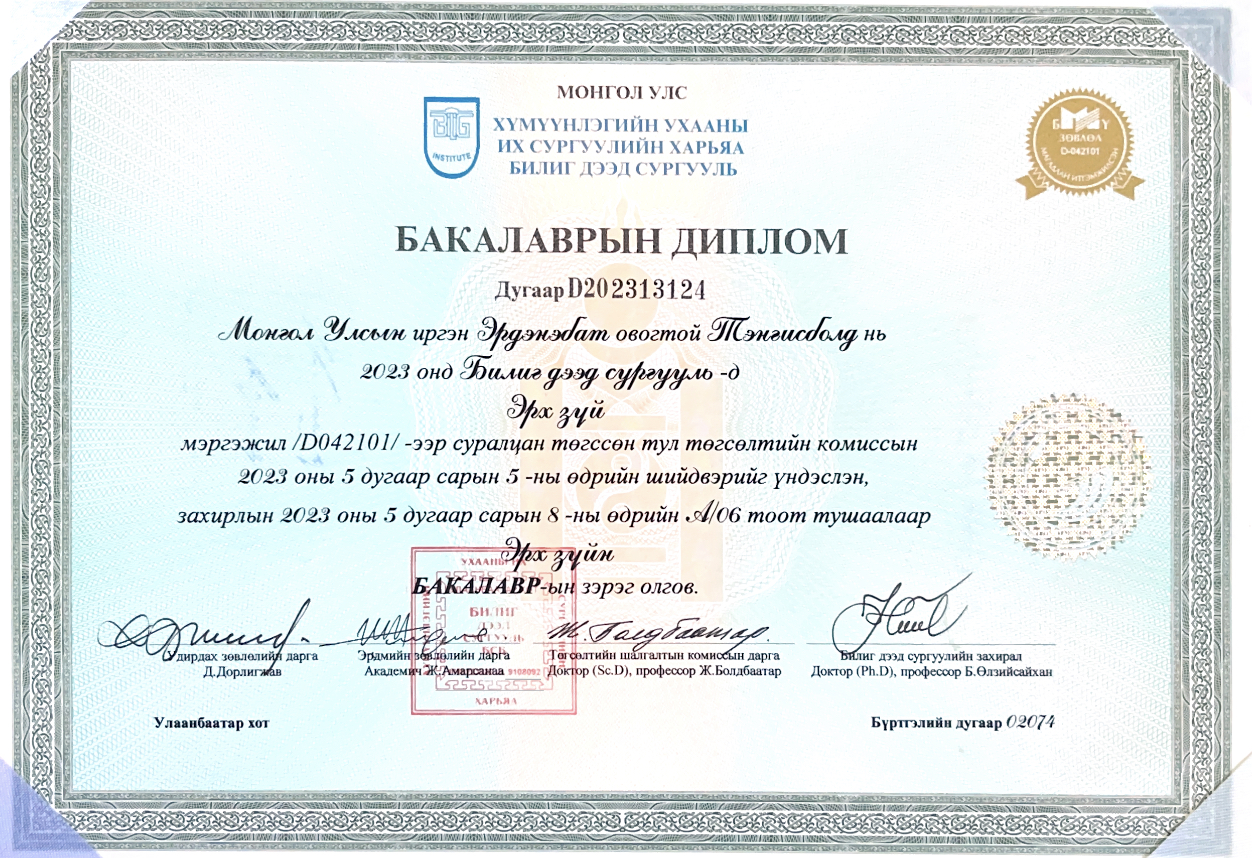 МОНГОЛ УЛС
BIG
INSTITUTE
ХҮМҮҮНЛЭГИЙН УХААНЫ
ИХ СУРГУУЛИЙН ХАРЬЯА
БИЛИГ ДЭЭД СУРГУУЛЬ
ЗӨВЛӨЛ
D-042101
МАГАДЛАН ИТГЭМЖИЛСЭН
БАКАЛАВРЫН ДИПЛОМ
Дугаар D202313124
Монгол Улсын иргэн Эрдэнэбат овогтой Тэнгисболд нь
2023 онд Билиг дээд сургууль -д
Эрх зүй
мэргэжил /D042101/ -ээр суралцан төгссөн тул төгсөлтийн комиссын
2023 оны 5 дугаар сарын 5 -ны өдрийн шийдвэрийг үндэслэн,
захирлын 2023 оны 5 дугаар сарын 8 -ны өдрийн А/06 тоот тушаалаар
Эрх зүйн
БАКАЛАВР-ын зэрэг олгов.
УХААНЫ ИХ
БИЛИГ
ДЭЭД
СУРГУУЛЬ
БСВ
9108092
ХАРЬЯА
Удирдах зөвлөлийн дарга
Д.Дорлигжав
Эрдмийн зөвлөлийн дарга
Академич Ж.Амарсанаа
Төгсөлтийн шалгалтын комиссын дарга
Доктор (Sc.D), профессор Ж.Болдбаатар
Билиг дээд сургуулийн захирал
Доктор (Ph.D), профессор Б.Өлзийсайхан
Улаанбаатар хот
Бүртгэлийн дугаар 02074